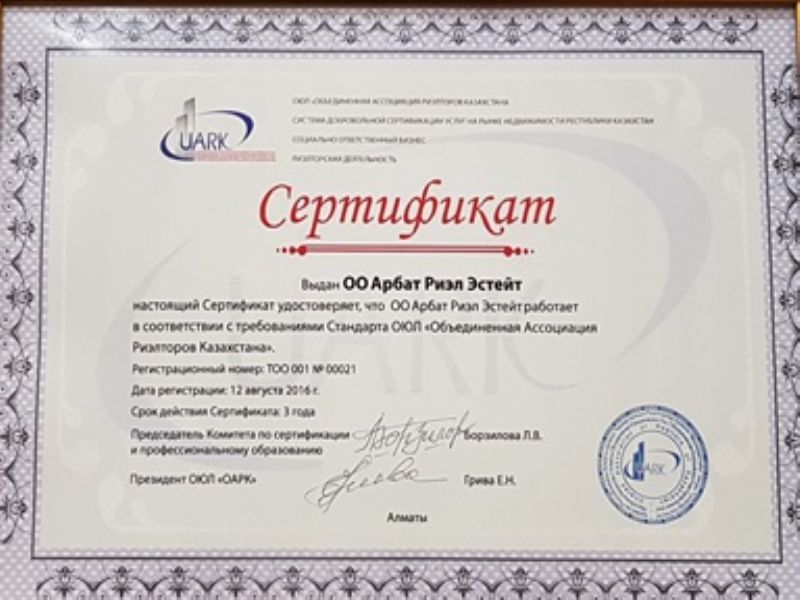 UARK
ОЮЛ «ОБЪЕДИНЕННАЯ АССОЦИАЦИЯ РИЭЛТОРОВ КАЗАХСТАНА
СИСТЕМА ДОБРОВОЛЬНОЙ СЕРТИФИКАЦИИ УСЛУГ НА РЫНКЕ НЕДВИЖИМОСТИ РЕСПУБЛИКИ КАЗАХСТАН
СОЦИАЛЬНО ОТВЕТСТВЕННЫЙ БИЗНЕС
РИЭЛТОРСКАЯ ДЕЯТЕЛЬНОСТЬ
Сертификат
Выдан ОО Арбат Риэл Эстейт
настоящий Сертификат удостоверяет, что ОО Арбат Риэл Эстейт работает
в соответствии с требованиями Стандарта ОЮЛ «Объединенная Ассоциация
Риэлторов Казахстана».
Регистрационный номер: ТОО 001 № 00021
Дата регистрации: 12 августа 2016 г.
Срок действия Сертификата: 3 года
Председатель Комитета по сертификации Борзилова Л.В.
и профессиональному образованию
Президент ОЮЛ «ОАРК» Грива Е.Н.
UARK
Алматы